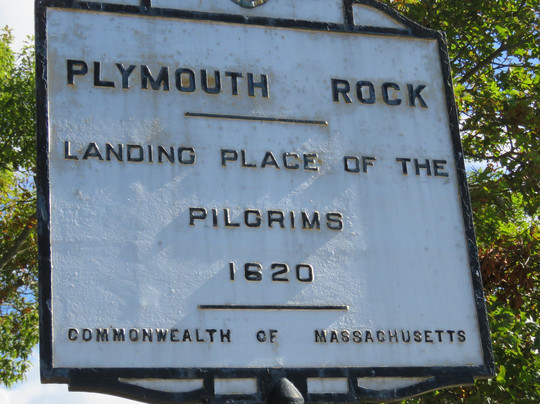 PLYMOUTH ROCK
LANDING PLACE OF THE
PILGRIMS
1620
COMMONWEALTH OF MASSACHUSETTS